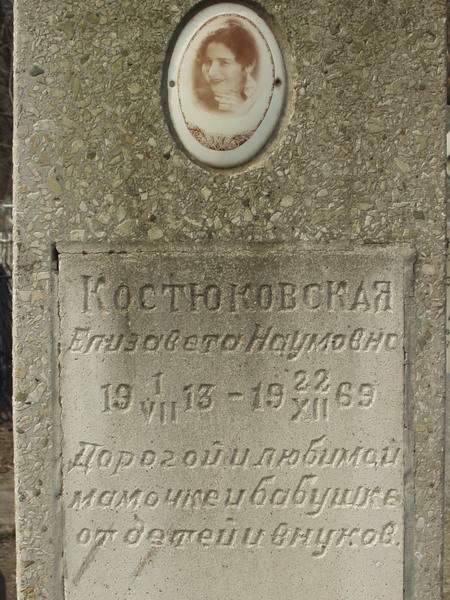 Костюковская
Елизавета Наумовна
19 1/VII 13 - 19 22/XII 69
Дорогой и любимой
мамочке и бабушке
от детей и внуков.